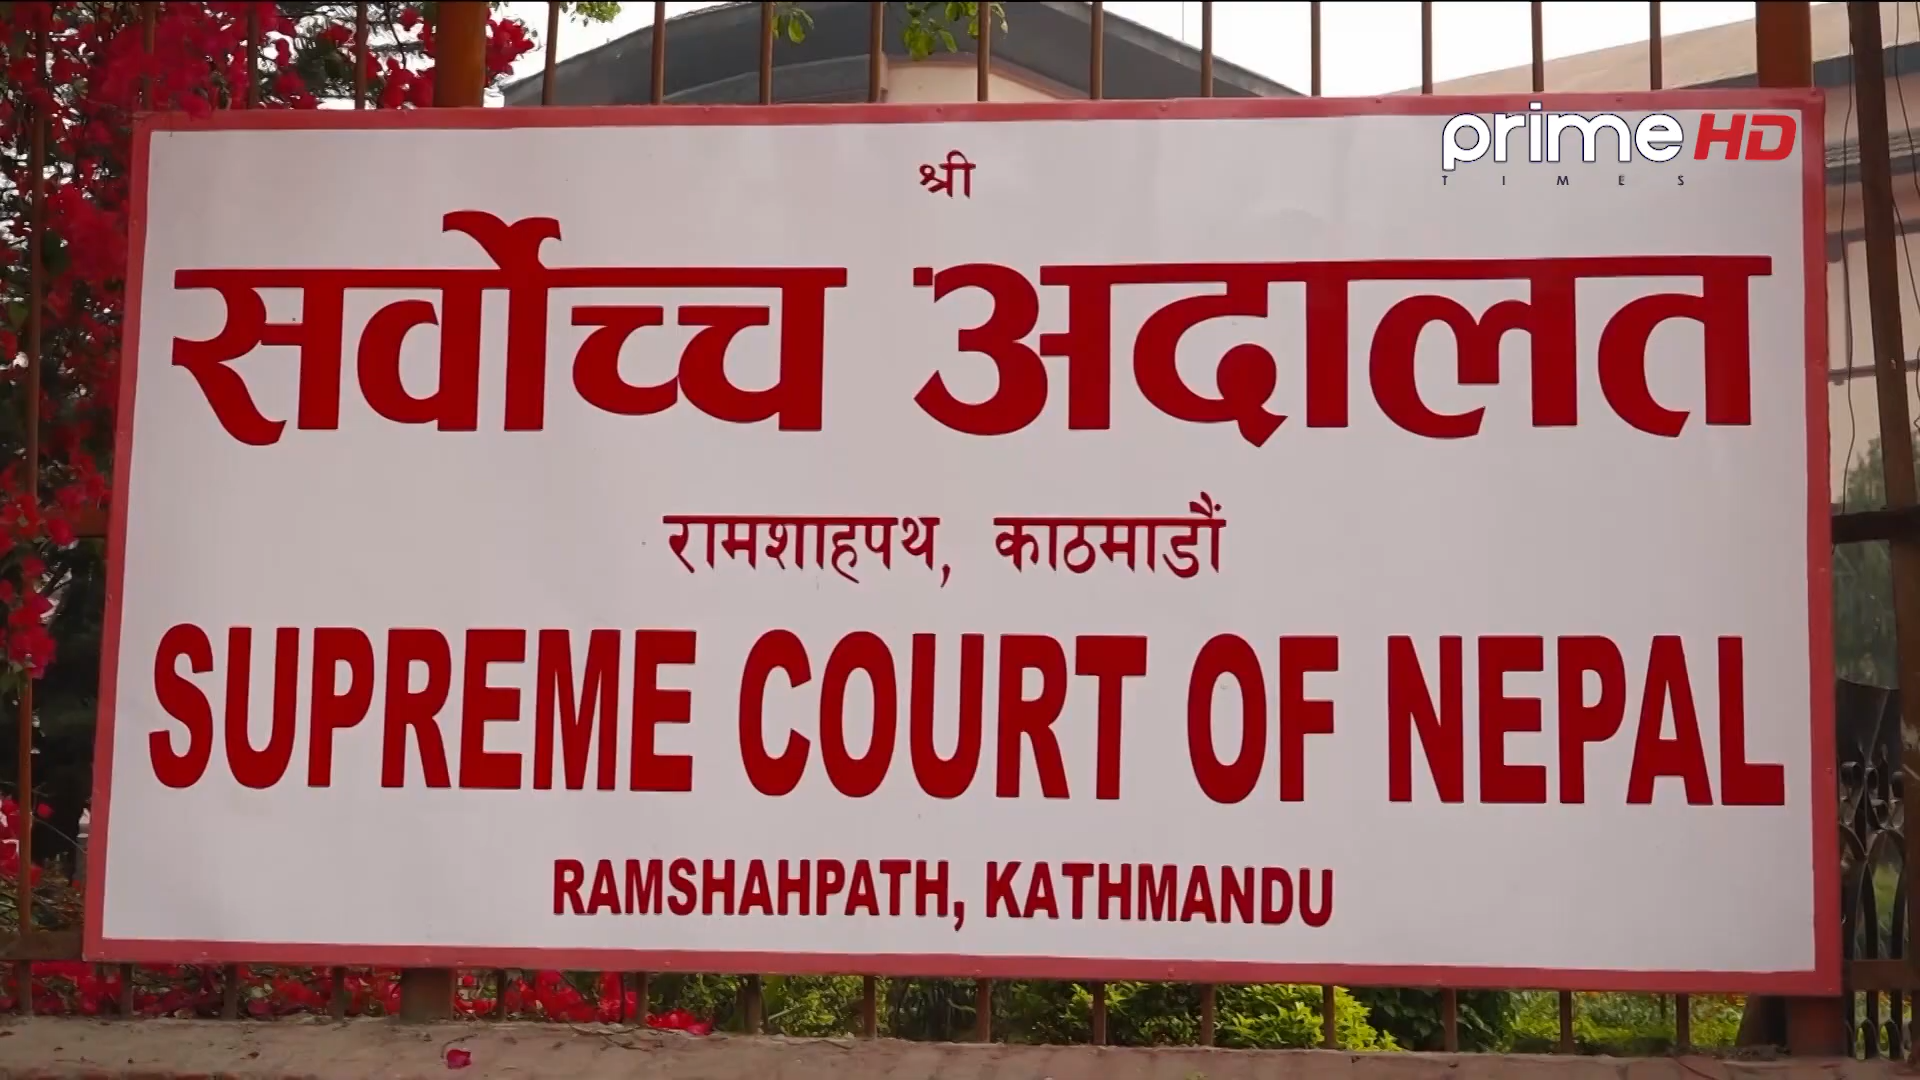 prime HD
TIMES
श्री
सर्वोच्च अदालत
रामशाहपथ, काठमाडौं
SUPREME COURT OF NEPAL
RAMSHAHPATH, KATHMANDU